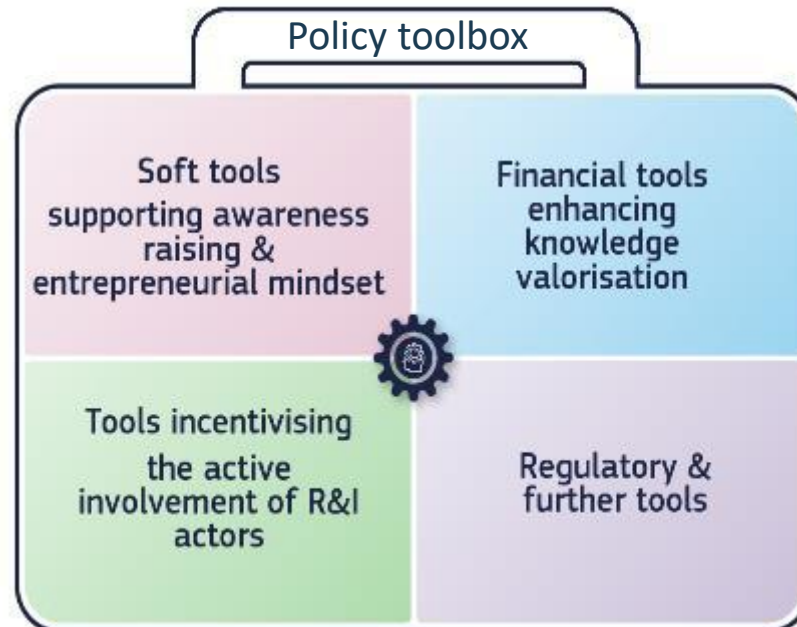 Policy toolbox
Soft tools
supporting awareness
raising &
entrepreneurial mindset
Financial tools
enhancing
knowledge
valorisation
Tools incentivising
the active
involvement of R&I
actors
Regulatory &
further tools